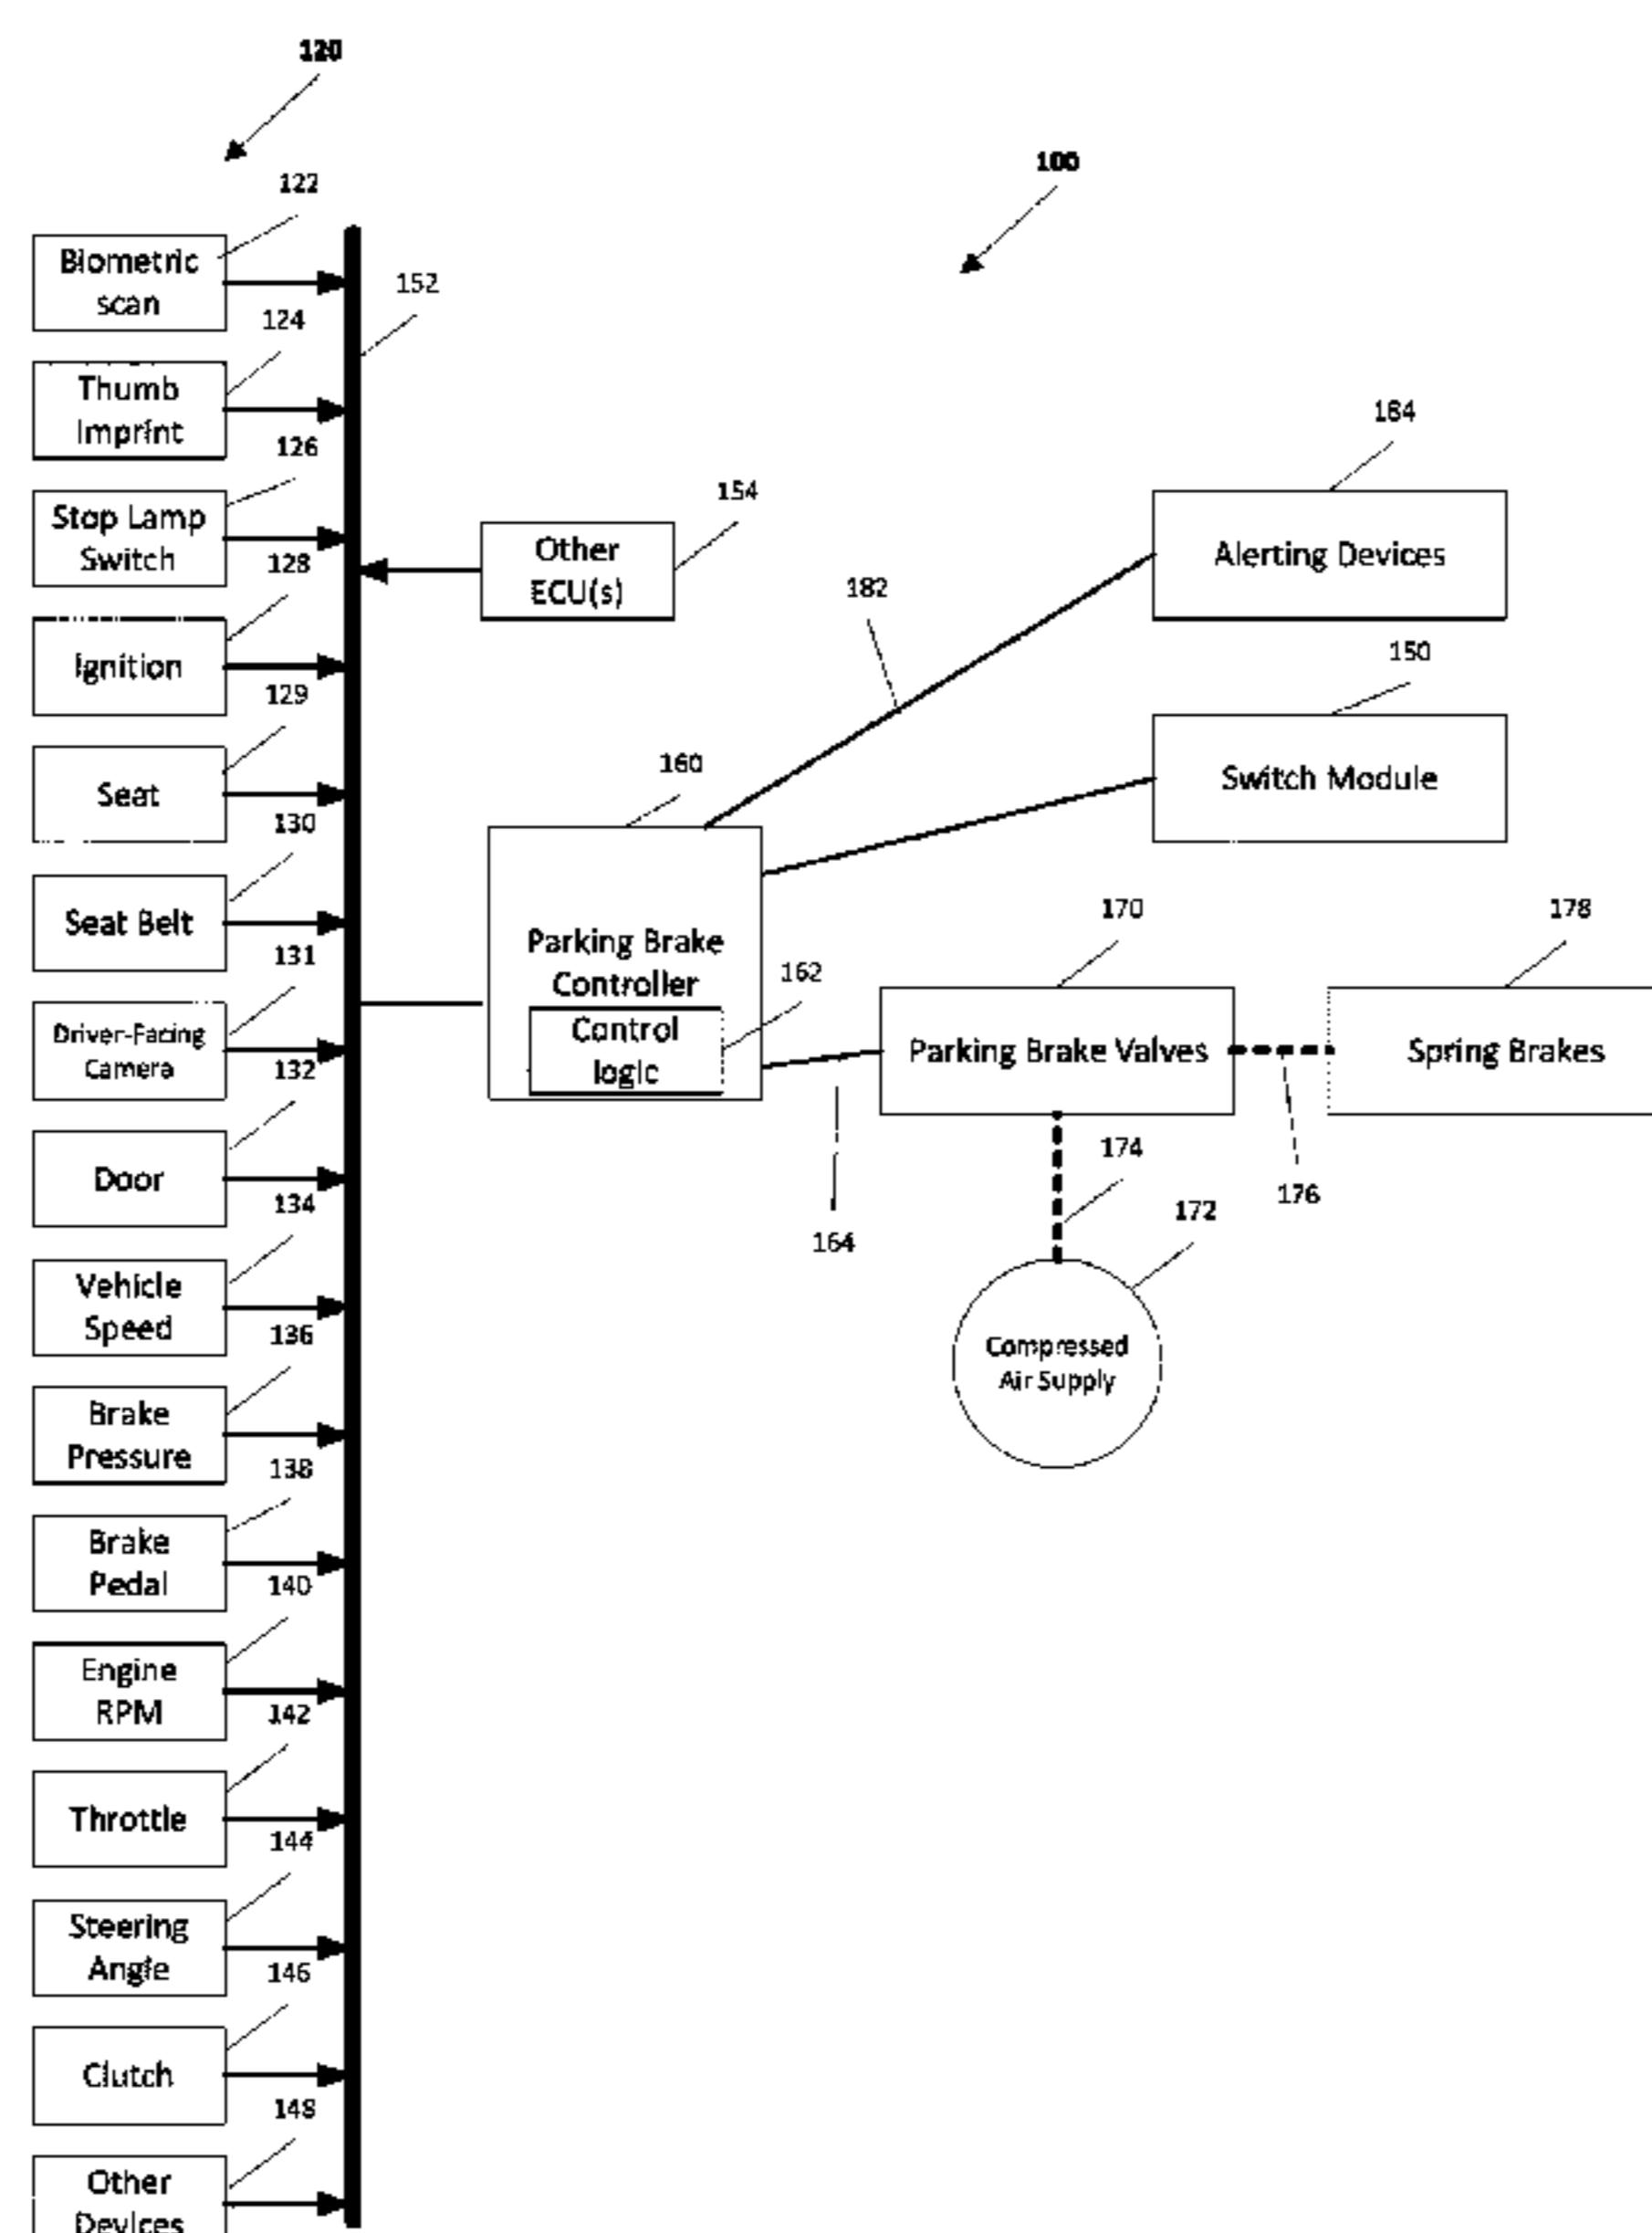 120
100
122
Biometric
scan
152
124
Thumb
Imprint
126
Stop Lamp
Switch
128
Ignition
129
Seat
130
Seat Belt
131
Driver-Facing
Camera
132
Door
134
Vehicle
Speed
136
Brake
Pressure
138
Brake
Pedal
140
Engine
RPM
142
Throttle
144
Steering
Angle
146
Clutch
148
Other
Devices
154
Other
ECU(s)
184
Alerting Devices
182
150
Switch Module
160
Parking Brake
Controller
162
Control
logic
164
170
Parking Brake Valves
178
Spring Brakes
176
174
172
Compressed
Air Supply